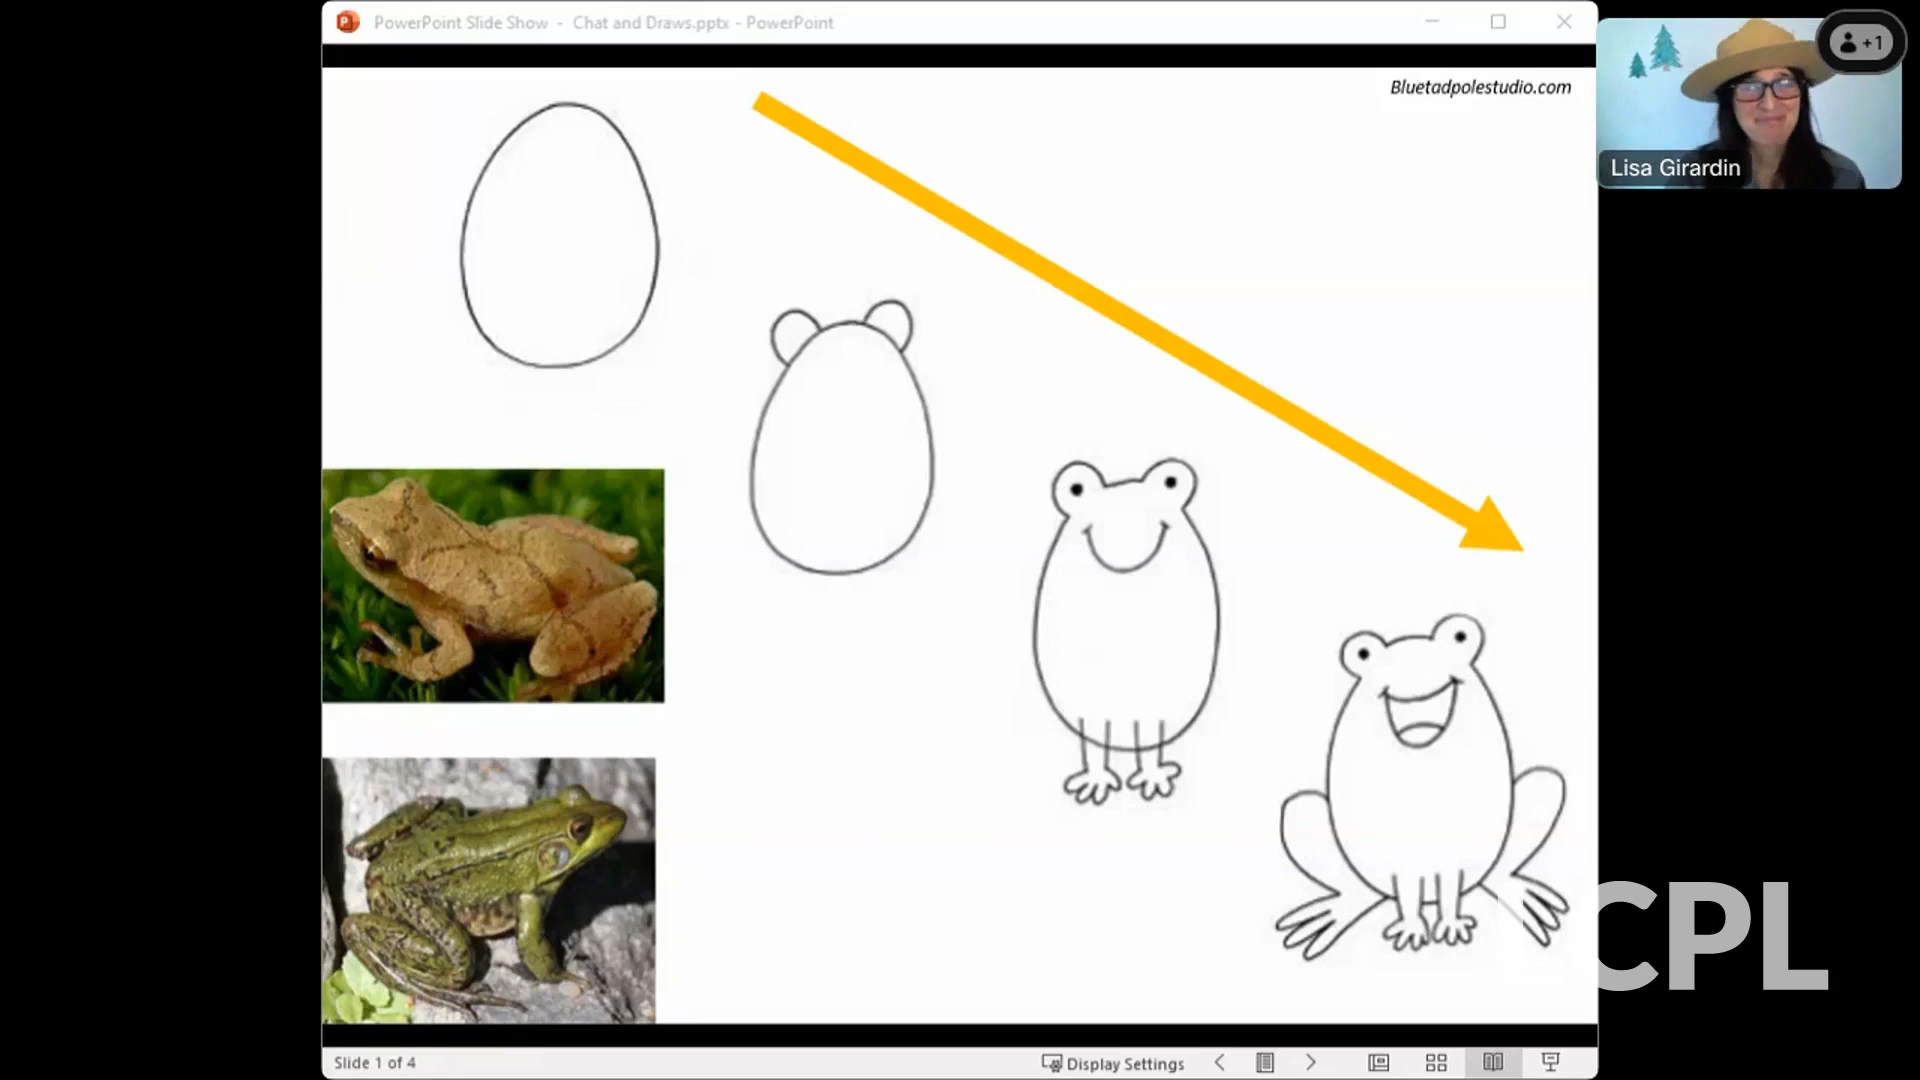 PowerPoint Slide Show - Chat and Draws.pptx - PowerPoint
+1
Bluetadpolestudio.com
Lisa Girardin
CPL
Slide 1 of 4
Display Settings